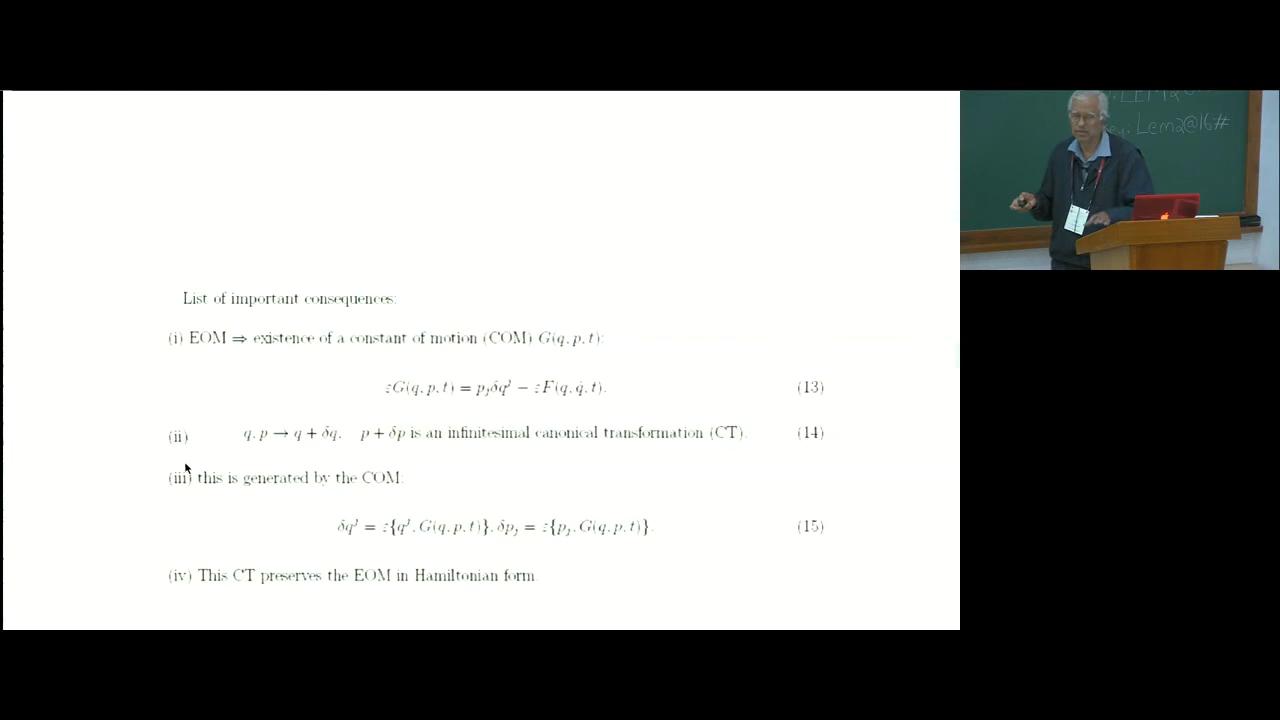 List of important consequences:
(i) EOM ⇒ existence of a constant of motion (COM) G(q, p, t):
εG(q, p, t) = p_j δq^j − εF(q, q̇, t). (13)
(ii) q, p → q + δq, p + δp is an infinitesimal canonical transformation (CT). (14)
(iii) this is generated by the COM:
δq^j = ε{q^j, G(q, p, t)}, δp_j = ε{p_j, G(q, p, t)}. (15)
(iv) This CT preserves the EOM in Hamiltonian form.
Lem2@16#